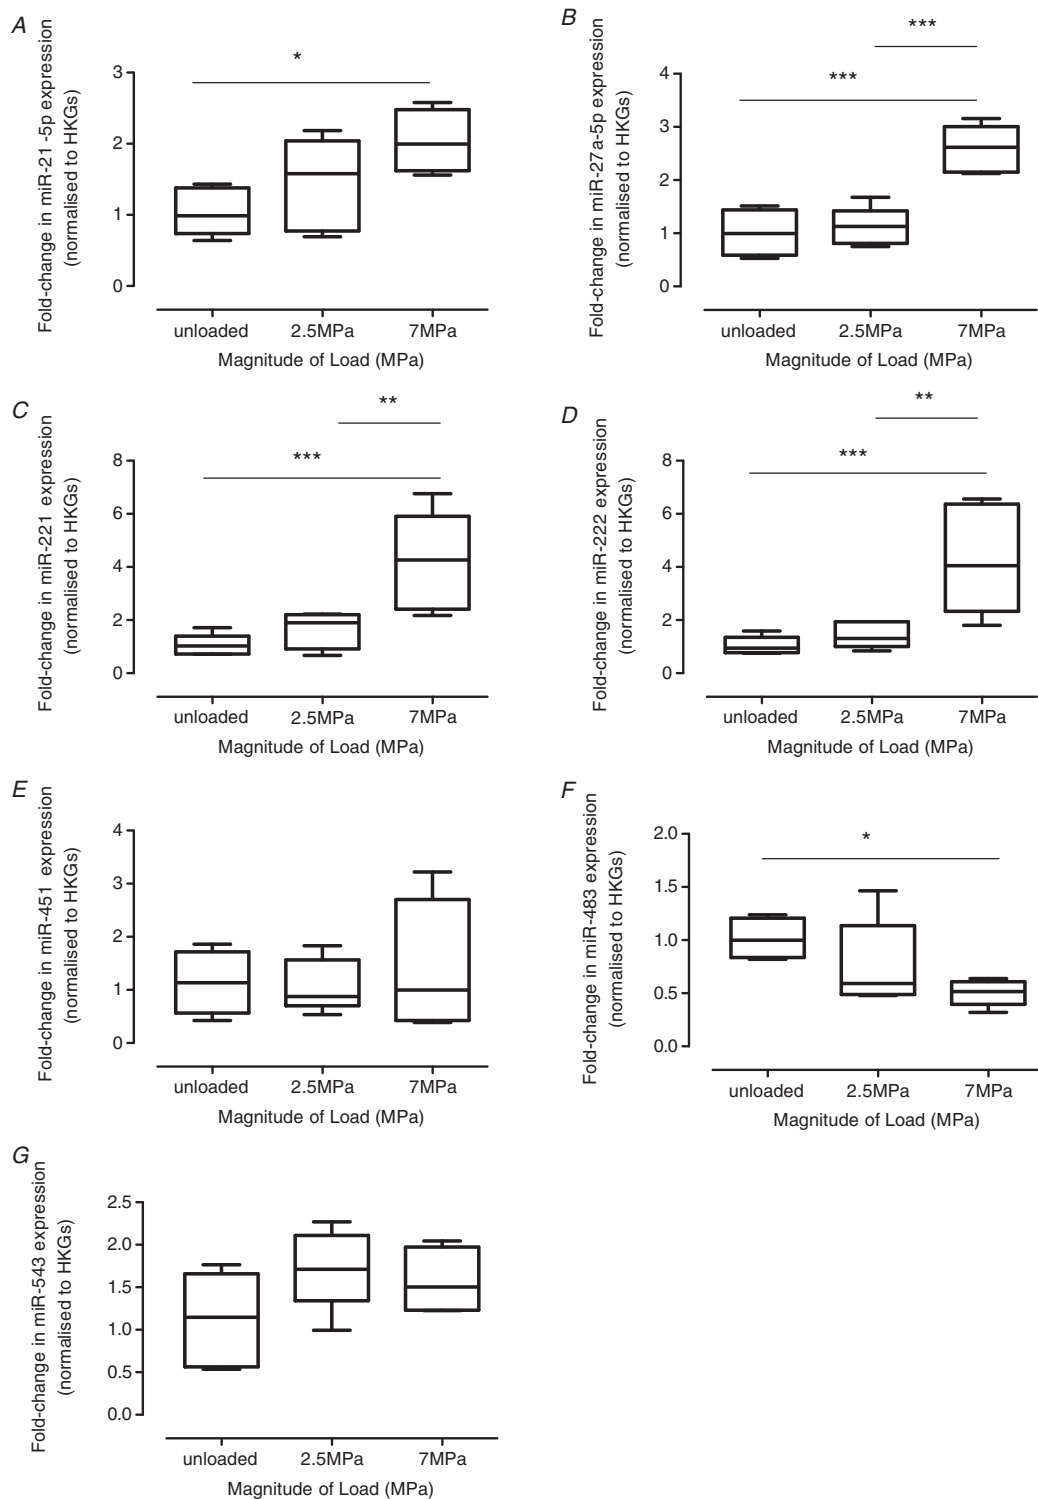 A
Fold-change in miR-21 -5p expression
(normalised to HKGs)
*
3
2
1
0
unloaded 2.5MPa 7MPa
Magnitude of Load (MPa)
B
Fold-change in miR-27a-5p expression
(normalised to HKGs)
***
***
4
3
2
1
0
unloaded 2.5MPa 7MPa
Magnitude of Load (MPa)
C
Fold-change in miR-221 expression
(normalised to HKGs)
**
***
8
6
4
2
0
unloaded 2.5MPa 7MPa
Magnitude of Load (MPa)
D
Fold-change in miR-222 expression
(normalised to HKGs)
**
***
8
6
4
2
0
unloaded 2.5MPa 7MPa
Magnitude of Load (MPa)
E
Fold-change in miR-451 expression
(normalised to HKGs)
4
3
2
1
0
unloaded 2.5MPa 7MPa
Magnitude of Load (MPa)
F
Fold-change in miR-483 expression
(normalised to HKGs)
*
2.0
1.5
1.0
0.5
0.0
unloaded 2.5MPa 7MPa
Magnitude of Load (MPa)
G
Fold-change in miR-543 expression
(normalised to HKGs)
2.5
2.0
1.5
1.0
0.5
0.0
unloaded 2.5MPa 7MPa
Magnitude of Load (MPa)